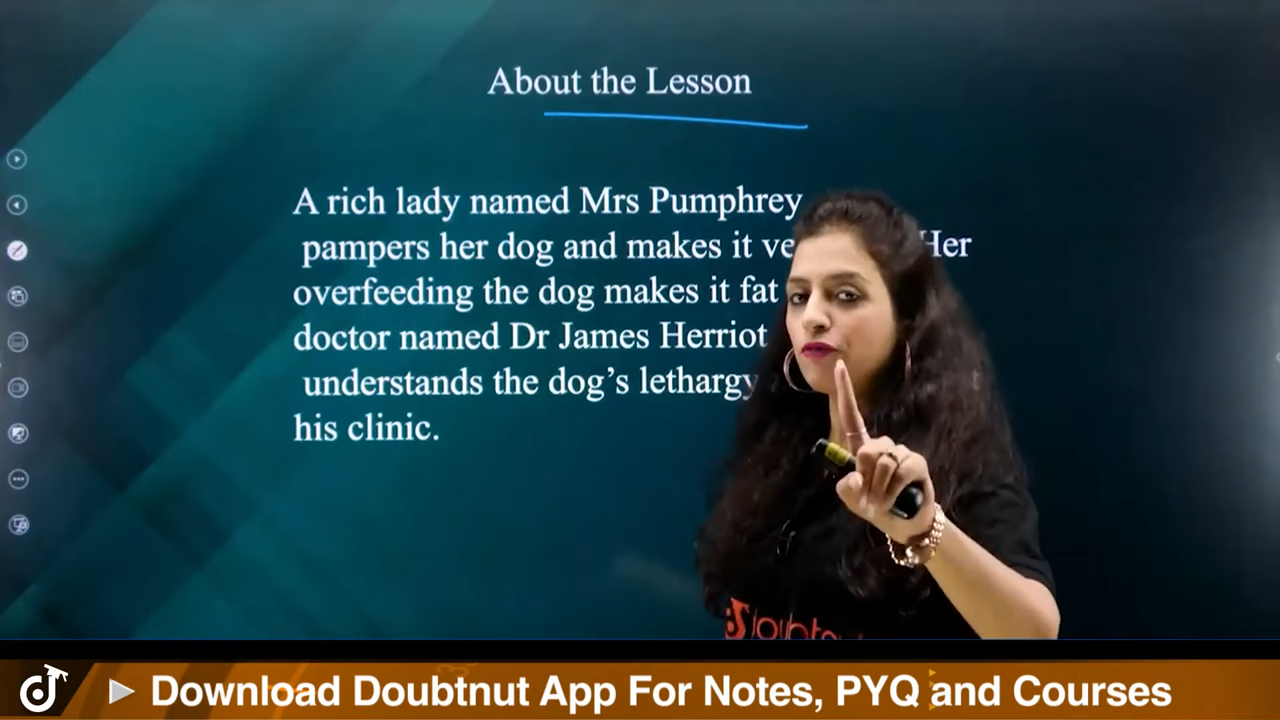 About the Lesson
A rich lady named Mrs Pumphrey
pampers her dog and makes it Her
overfeeding the dog makes it fat
doctor named Dr James Herriot
understands the dog’s lethargy
his clinic.
Download Doubtnut App For Notes, PYQ and Courses